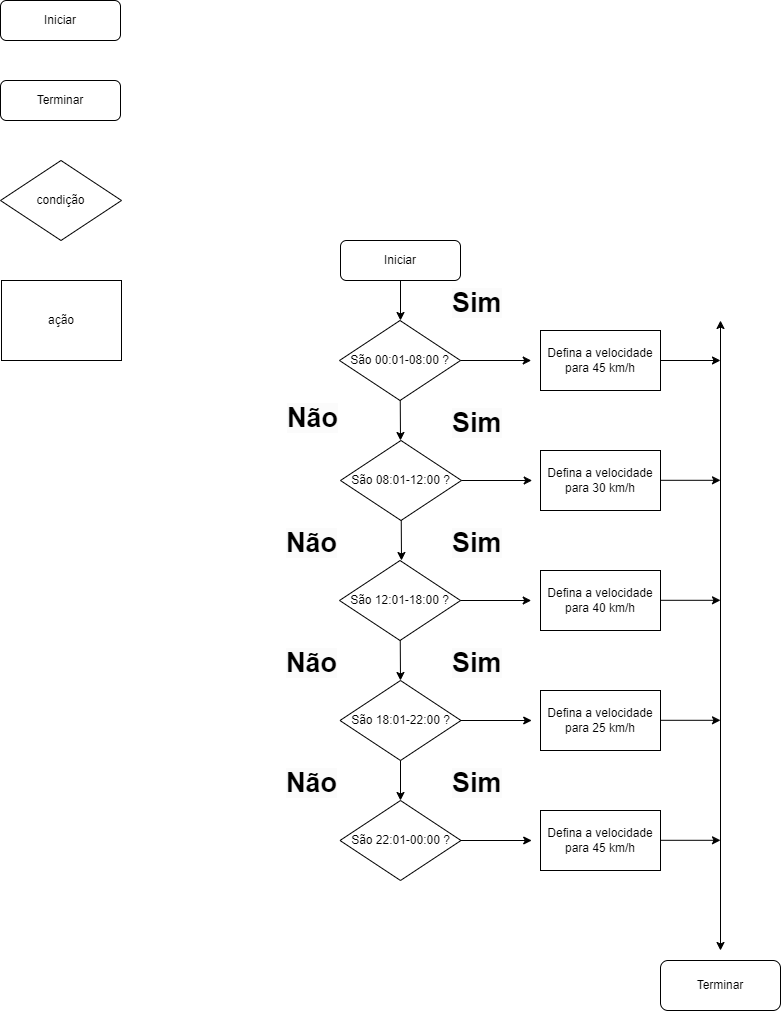 Iniciar
Terminar
condição
ação
Iniciar
Sim
São 00:01-08:00 ?
Defina a velocidade
para 45 km/h
Não
Sim
São 08:01-12:00 ?
Defina a velocidade
para 30 km/h
Não
Sim
São 12:01-18:00 ?
Defina a velocidade
para 40 km/h
Não
Sim
São 18:01-22:00 ?
Defina a velocidade
para 25 km/h
Não
Sim
São 22:01-00:00 ?
Defina a velocidade
para 45 km/h
Terminar